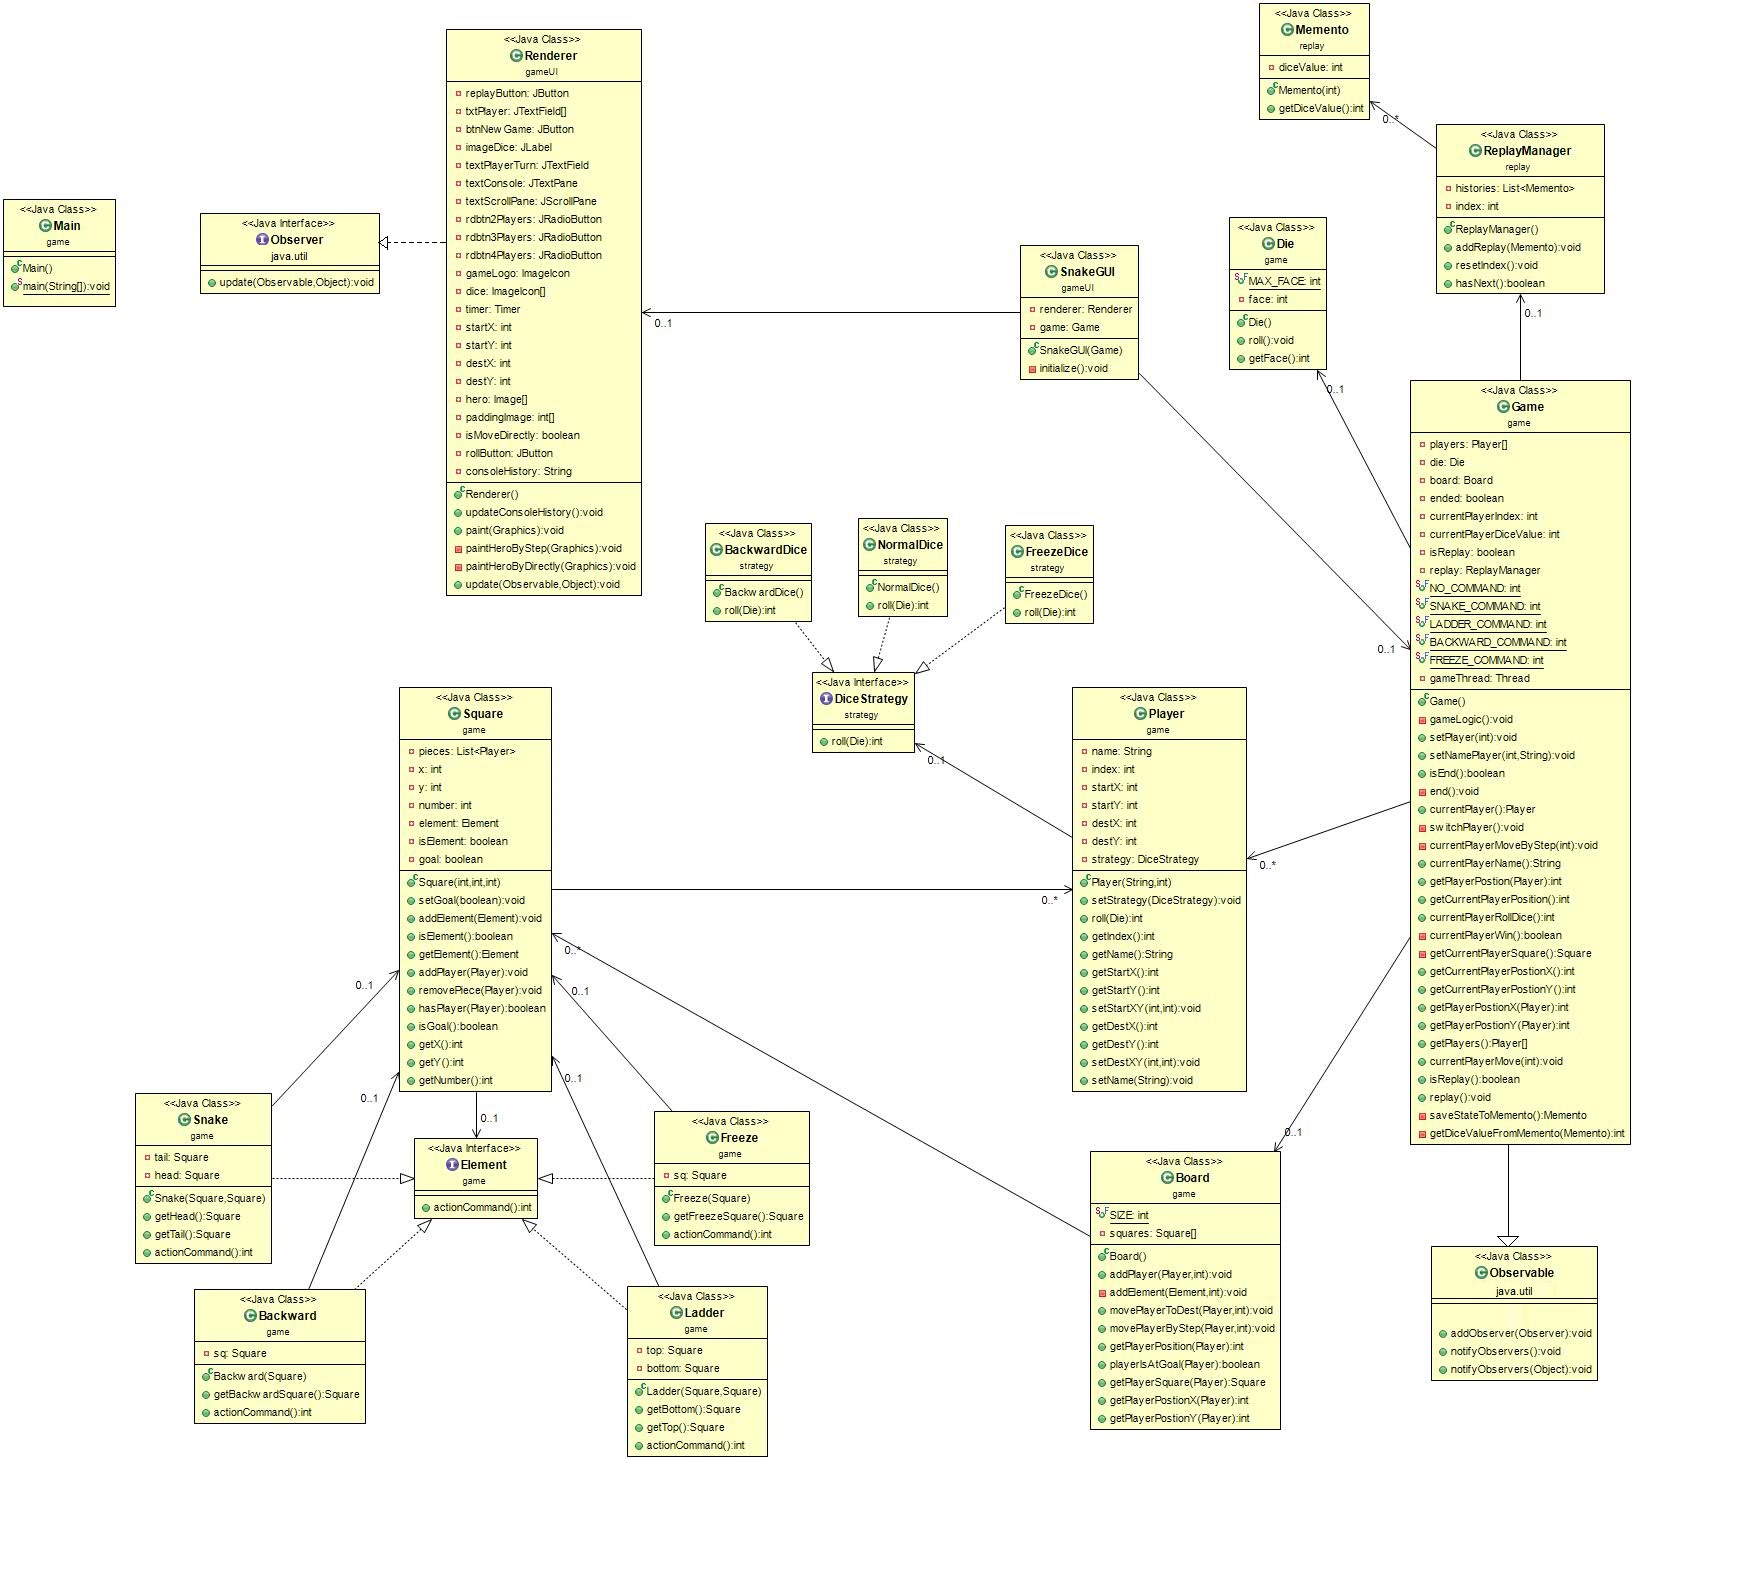 <<Java Class>>
Memento
replay
diceValue: int
Memento(int)
getDiceValue():int
0..*
<<Java Class>>
Renderer
gameUI
replayButton: JButton
txtPlayer: JTextField[]
btnNewGame: JButton
imageDice: JLabel
textPlayerTurn: JTextField
textConsole: JTextPane
textScrollPane: JScrollPane
rdbtn2Players: JRadioButton
rdbtn3Players: JRadioButton
rdbtn4Players: JRadioButton
gameLogo: ImageIcon
dice: ImageIcon[]
timer: Timer
startX: int
startY: int
destX: int
destY: int
hero: Image[]
paddingImage: int[]
isMoveDirectly: boolean
rollButton: JButton
consoleHistory: String
Renderer()
updateConsoleHistory():void
paint(Graphics):void
paintHeroByStep(Graphics):void
paintHeroByDirectly(Graphics):void
update(Observable,Object):void
<<Java Class>>
ReplayManager
replay
histories: List<Memento>
index: int
ReplayManager()
addReplay(Memento):void
resetIndex():void
hasNext():boolean
0..1
<<Java Class>>
Main
game
Main()
main(String[]):void
<<Java Interface>>
Observer
java.util
update(Observable,Object):void
<<Java Class>>
SnakeGUI
gameUI
renderer: Renderer
game: Game
SnakeGUI(Game)
initialize():void
0..1
0..1
<<Java Class>>
Die
game
MAX_FACE: int
face: int
Die()
roll():void
getFace():int
0..1
<<Java Class>>
Game
game
players: Player[]
die: Die
board: Board
ended: boolean
currentPlayerIndex: int
currentPlayerDiceValue: int
isReplay: boolean
replay: ReplayManager
NO_COMMAND: int
SNAKE_COMMAND: int
LADDER_COMMAND: int
BACKWARD_COMMAND: int
FREEZE_COMMAND: int
gameThread: Thread
Game()
gameLogic():void
setPlayer(int):void
setNamePlayer(int,String):void
isEnd():boolean
end():void
currentPlayer():Player
switchPlayer():void
currentPlayerMoveByStep(int):void
currentPlayerName():String
getPlayerPostion(Player):int
getCurrentPlayerPosition():int
currentPlayerRollDice():int
currentPlayerWin():boolean
getCurrentPlayerSquare():Square
getCurrentPlayerPostionX():int
getCurrentPlayerPostionY():int
getPlayerPostionX(Player):int
getPlayerPostionY(Player):int
getPlayers():Player[]
currentPlayerMove(int):void
isReplay():boolean
replay():void
saveStateToMemento():Memento
getDiceValueFromMemento(Memento):int
<<Java Class>>
BackwardDice
strategy
BackwardDice()
roll(Die):int
<<Java Class>>
NormalDice
strategy
NormalDice()
roll(Die):int
<<Java Class>>
FreezeDice
strategy
FreezeDice()
roll(Die):int
<<Java Interface>>
DiceStrategy
strategy
roll(Die):int
0..1
<<Java Class>>
Square
game
pieces: List<Player>
x: int
y: int
number: int
element: Element
isElement: boolean
goal: boolean
Square(int,int,int)
setGoal(boolean):void
addElement(Element):void
isElement():boolean
getElement():Element
addPlayer(Player):void
removePiece(Player):void
hasPlayer(Player):boolean
isGoal():boolean
getX():int
getY():int
getNumber():int
<<Java Class>>
Player
game
name: String
index: int
startX: int
startY: int
destX: int
destY: int
strategy: DiceStrategy
Player(String,int)
setStrategy(DiceStrategy):void
roll(Die):int
getIndex():int
getName():String
getStartX():int
getStartY():int
setStartXY(int,int):void
getDestX():int
getDestY():int
setDestXY(int,int):void
setName(String):void
0..*
0..*
0..*
0..1
0..1
0..1
0..1
0..1
0..1
<<Java Class>>
Snake
game
tail: Square
head: Square
Snake(Square,Square)
getHead():Square
getTail():Square
actionCommand():int
<<Java Interface>>
Element
game
actionCommand():int
<<Java Class>>
Freeze
game
sq: Square
Freeze(Square)
getFreezeSquare():Square
actionCommand():int
<<Java Class>>
Backward
game
sq: Square
Backward(Square)
getBackwardSquare():Square
actionCommand():int
<<Java Class>>
Ladder
game
top: Square
bottom: Square
Ladder(Square,Square)
getBottom():Square
getTop():Square
actionCommand():int
<<Java Class>>
Board
game
SIZE: int
squares: Square[]
Board()
addPlayer(Player,int):void
addElement(Element,int):void
movePlayerToDest(Player,int):void
movePlayerByStep(Player,int):void
getPlayerPosition(Player):int
playerIsAtGoal(Player):boolean
getPlayerSquare(Player):Square
getPlayerPostionX(Player):int
getPlayerPostionY(Player):int
<<Java Class>>
Observable
java.util
addObserver(Observer):void
notifyObservers():void
notifyObservers(Object):void